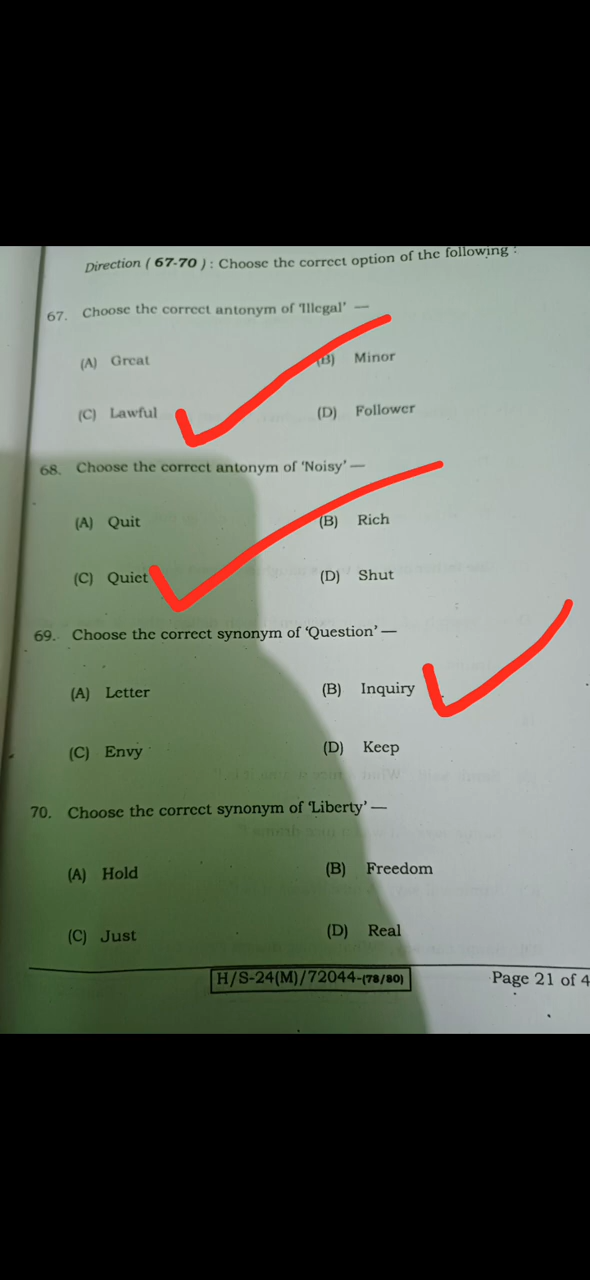 Direction ( 67-70 ) : Choose the correct option of the following :
67. Choose the correct antonym of 'Illegal' —
(A) Great (B) Minor
(C) Lawful (D) Follower
68. Choose the correct antonym of 'Noisy' —
(A) Quit (B) Rich
(C) Quiet (D) Shut
69. Choose the correct synonym of 'Question' —
(A) Letter (B) Inquiry
(C) Envy (D) Keep
70. Choose the correct synonym of 'Liberty' —
(A) Hold (B) Freedom
(C) Just (D) Real
H/S-24(M)/72044-(78/80) Page 21 of 4